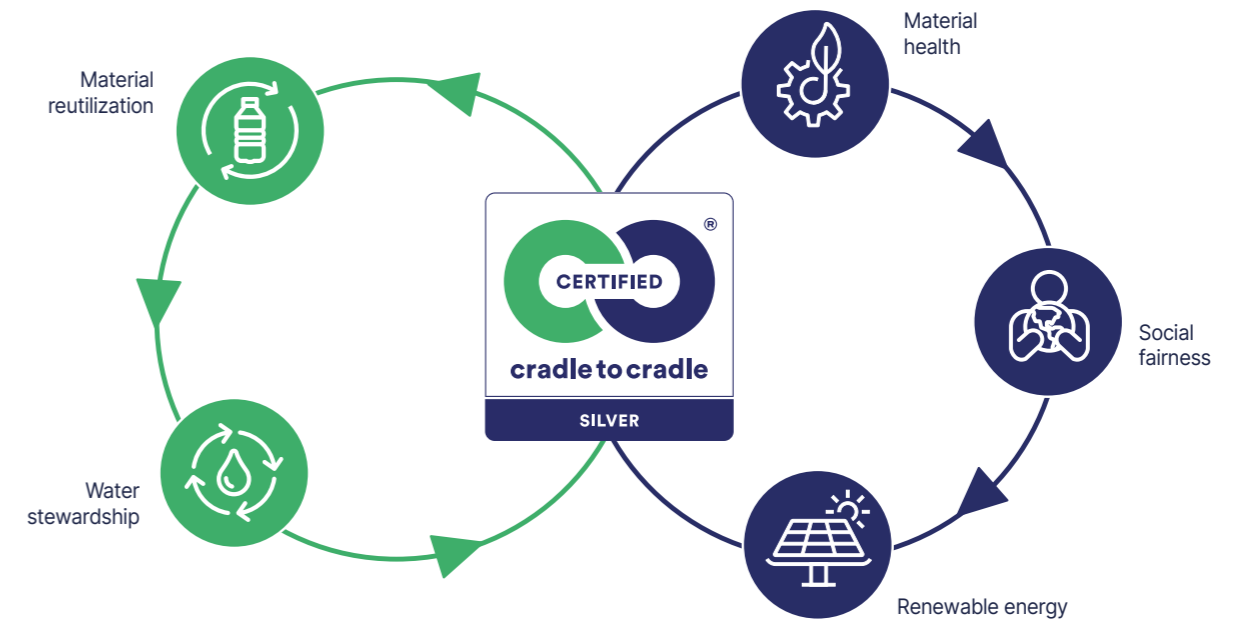 Material
reutilization
Material
health
®
CERTIFIED
cradle to cradle
SILVER
Social
fairness
Water
stewardship
Renewable energy